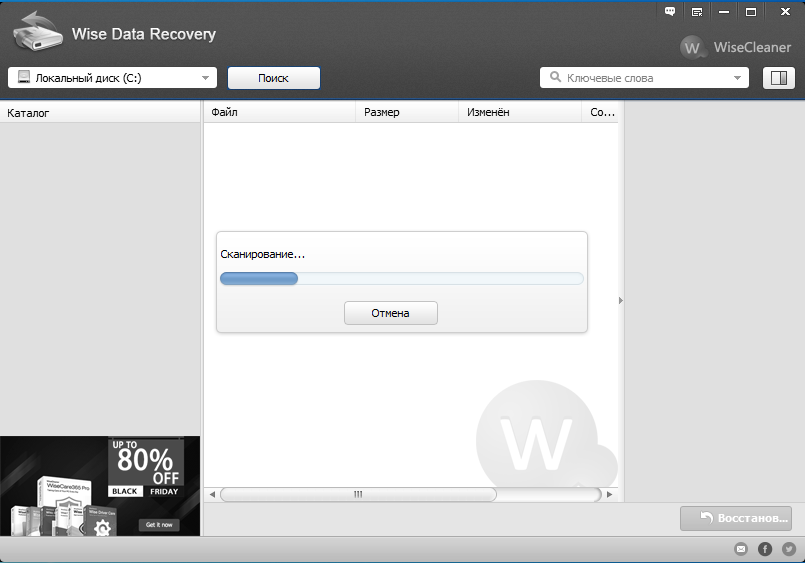 Wise Data Recovery
W WiseCleaner
Локальный диск (C:)
Поиск
Ключевые слова
Каталог
Файл
Размер
Изменён
Со...
Сканирование...
Отмена
W
UP TO
80%
OFF
BLACK FRIDAY
WiseCare365 Pro
Get it now
Восстанов...